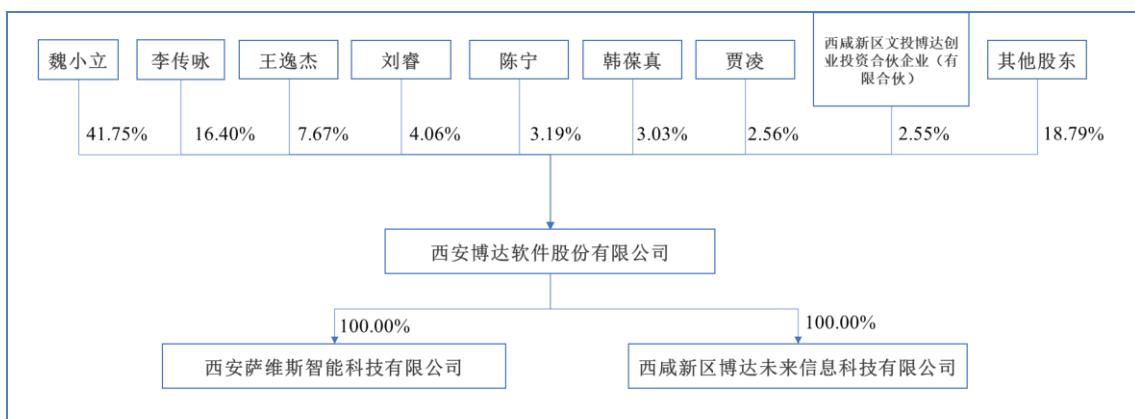 魏小立
李传咏
王逸杰
刘睿
陈宁
韩葆真
贾凌
西咸新区文投博达创
业投资合伙企业（有
限合伙）
其他股东
41.75%
16.40%
7.67%
4.06%
3.19%
3.03%
2.56%
2.55%
18.79%
西安博达软件股份有限公司
100.00%
100.00%
西安萨维斯智能科技有限公司
西咸新区博达未来信息科技有限公司